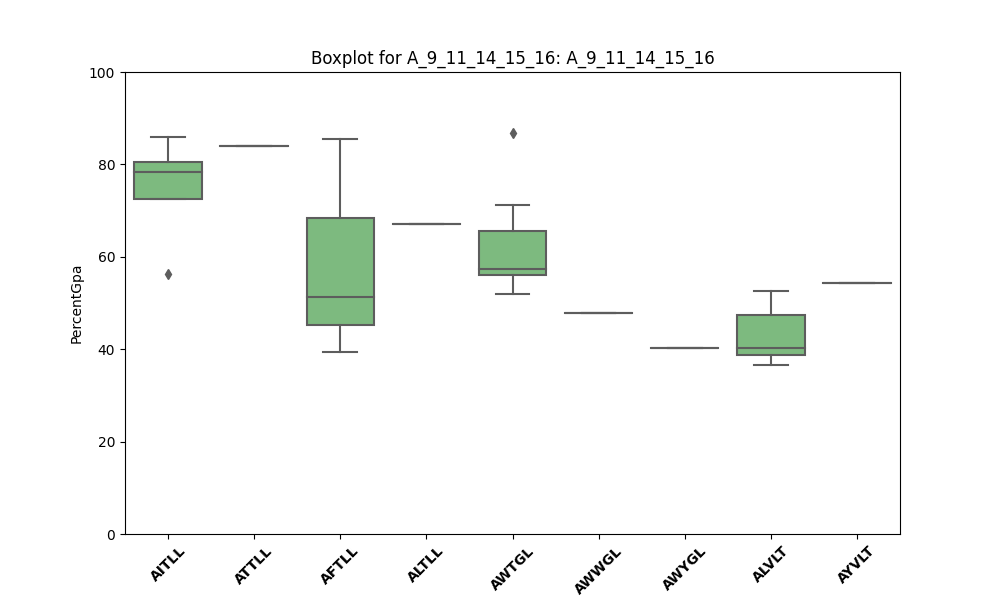 Boxplot for A_9_11_14_15_16: A_9_11_14_15_16
100
80
60
40
20
0
PercentGpa
AITLL
ATTLL
AFTLL
ALTLL
AWTGL
AWWGL
AWYGL
ALVLT
AYVLT